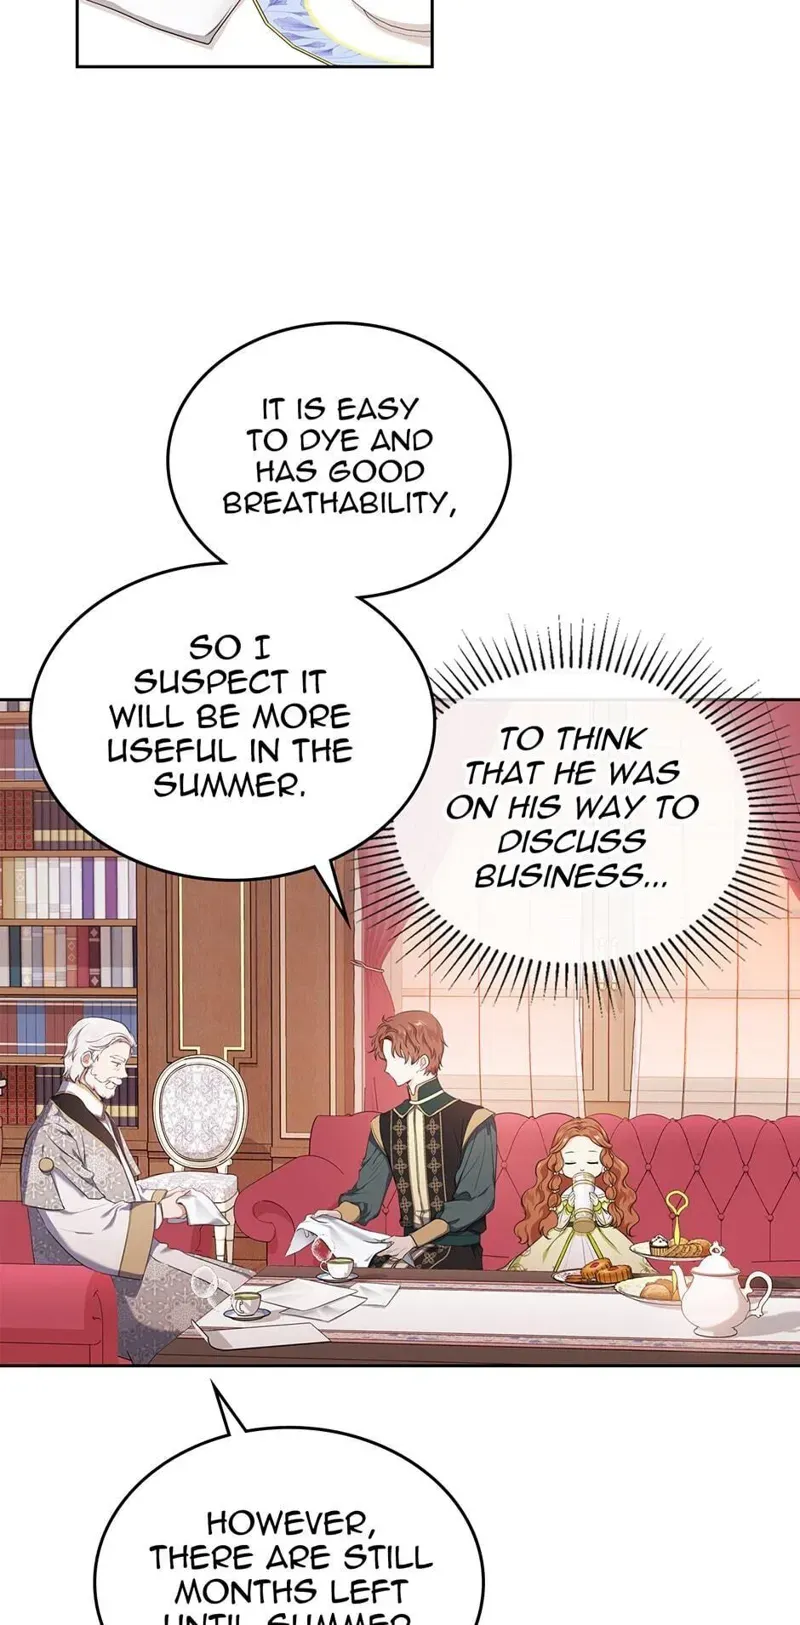 IT IS EASY
TO DYE AND
HAS GOOD
BREATHABILITY,
SO I
SUSPECT IT
WILL BE MORE
USEFUL IN THE
SUMMER.
TO THINK
THAT HE WAS
ON HIS WAY TO
DISCUSS
BUSINESS...
HOWEVER,
THERE ARE STILL
MONTHS LEFT
UNTIL SUMMER